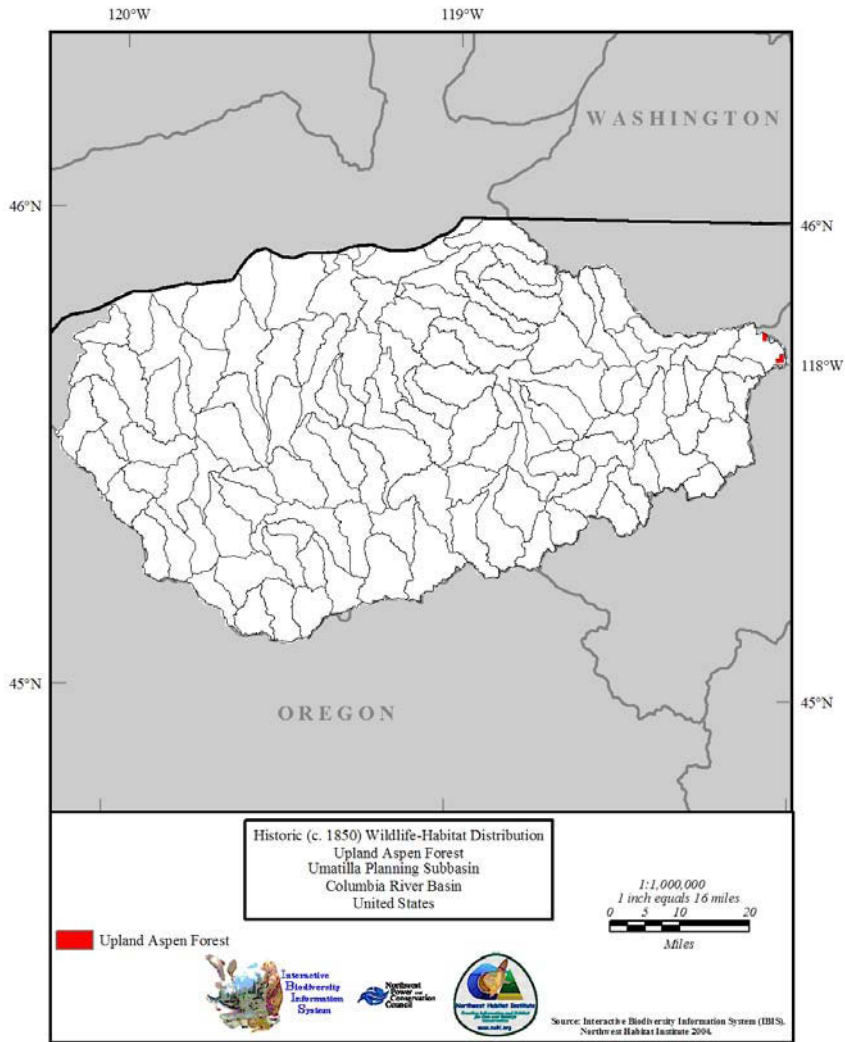 120°W
119°W
WASHINGTON
46°N
46°N
118°W
45°N
45°N
OREGON
Historic (c. 1850) Wildlife-Habitat Distribution
Upland Aspen Forest
Umatilla Planning Subbasin
Columbia River Basin
United States
1:1,000,000
1 inch equals 16 miles
0 5 10 20
Miles
Upland Aspen Forest
Interactive
Biodiversity
Information
System
Northwest
Power and
Conservation
Council
Northwest Habitat Institute
www.nwhi.org
Source: Interactive Biodiversity Information System (IBIS),
Northwest Habitat Institute 2004.